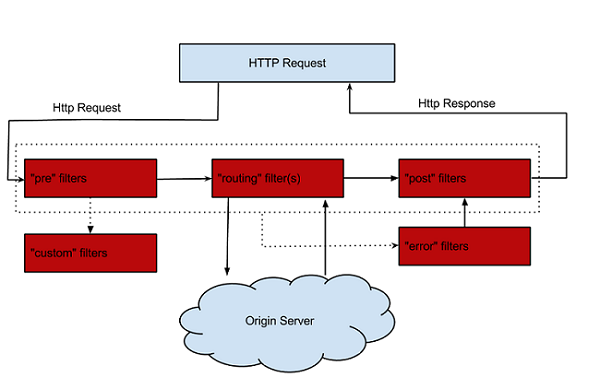 HTTP Request
Http Request
Http Response
"pre" filters
"routing" filter(s)
"post" filters
"custom" filters
"error" filters
Origin Server